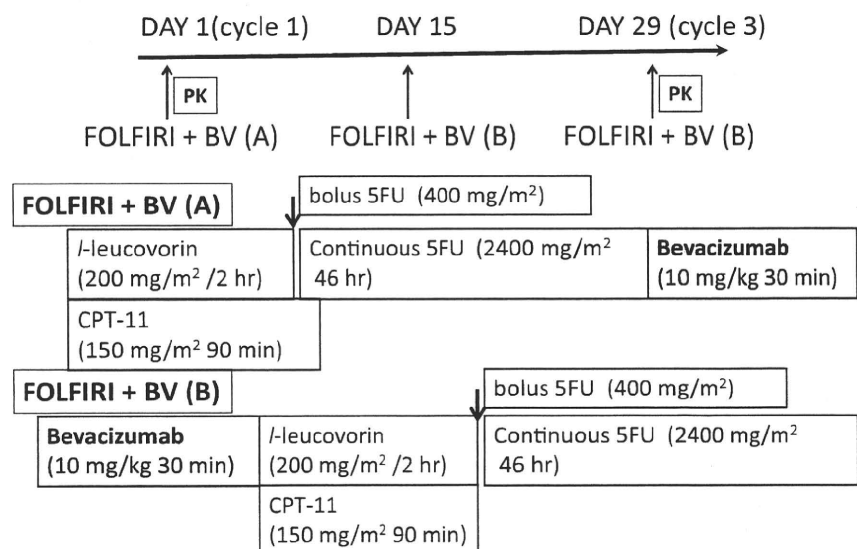 DAY 1(cycle 1) DAY 15 DAY 29 (cycle 3)
PK PK
FOLFIRI + BV (A) FOLFIRI + BV (B) FOLFIRI + BV (B)
FOLFIRI + BV (A)
bolus 5FU (400 mg/m²)
l-leucovorin
(200 mg/m² /2 hr)
Continuous 5FU (2400 mg/m²
46 hr)
Bevacizumab
(10 mg/kg 30 min)
CPT-11
(150 mg/m² 90 min)
FOLFIRI + BV (B)
bolus 5FU (400 mg/m²)
Bevacizumab
(10 mg/kg 30 min)
l-leucovorin
(200 mg/m² /2 hr)
Continuous 5FU (2400 mg/m²
46 hr)
CPT-11
(150 mg/m² 90 min)